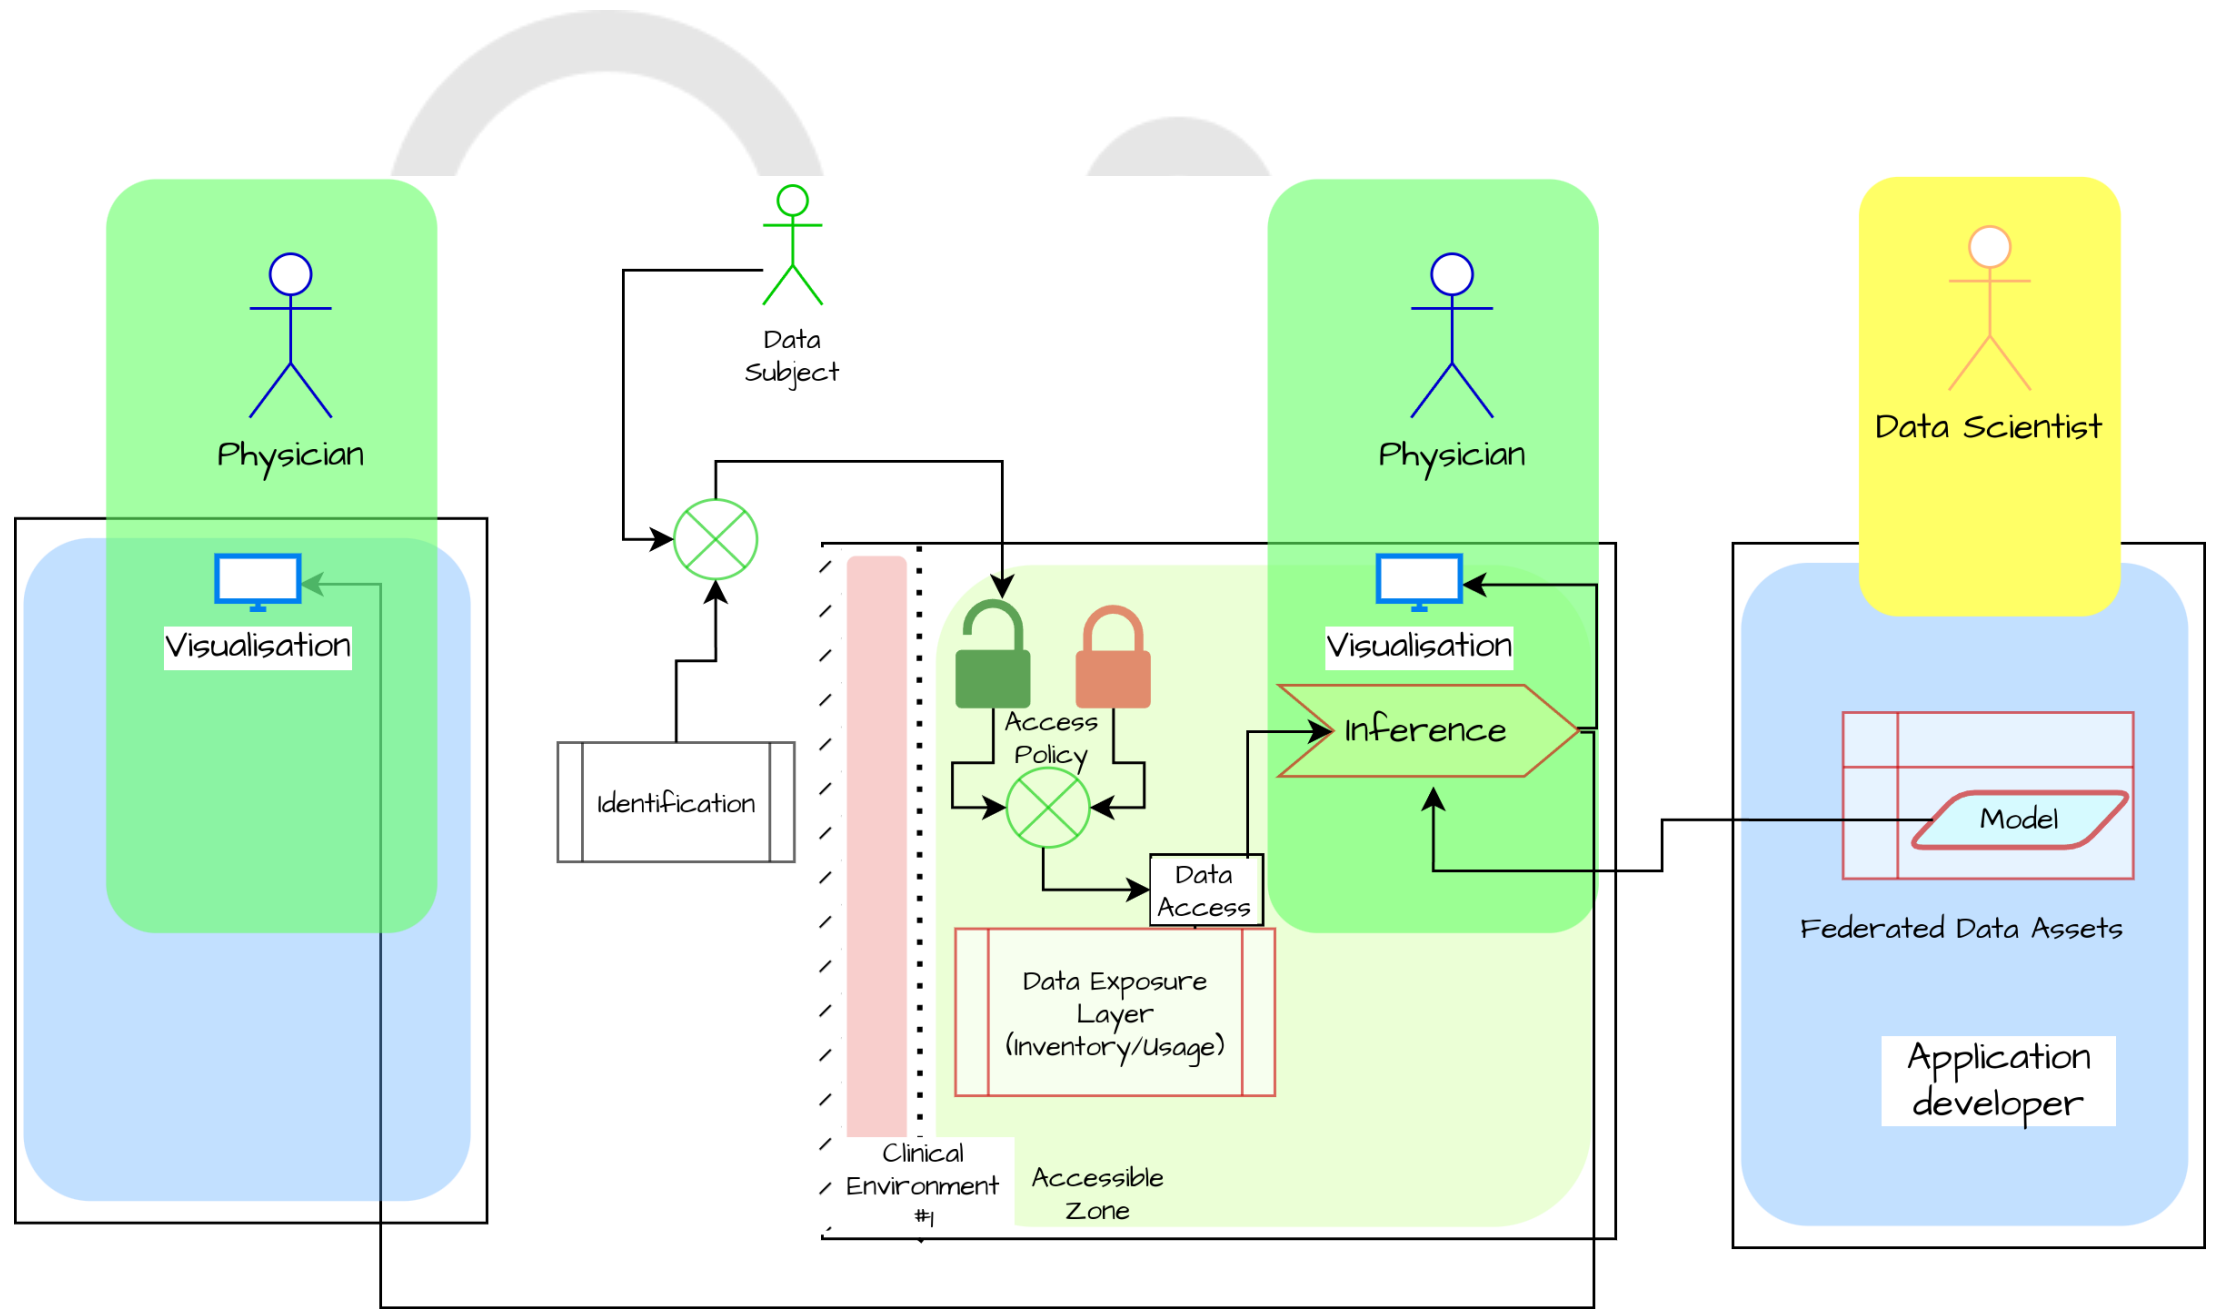 Data
Subject
Physician
Physician
Data Scientist
Visualisation
Visualisation
Access
Policy
Inference
Identification
Model
Data
Access
Federated Data Assets
Data Exposure
Layer
(Inventory/Usage)
Application
developer
Clinical
Environment
#1
Accessible
Zone